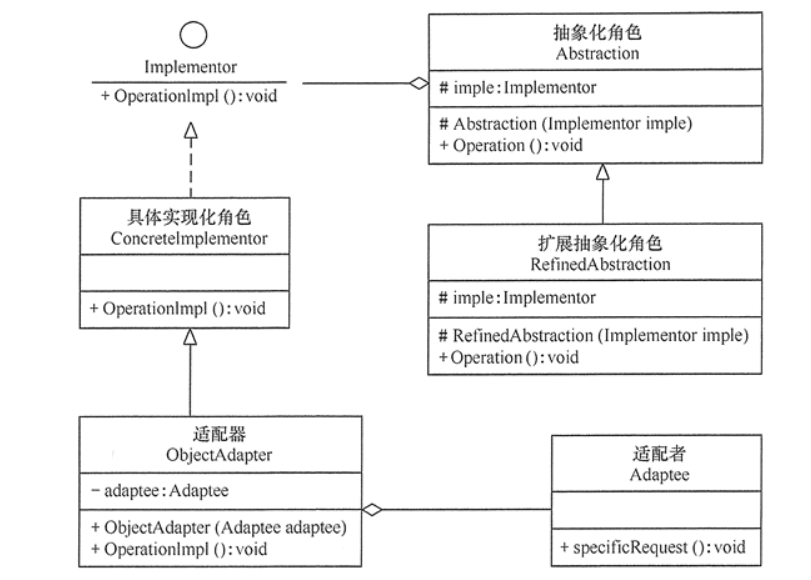 Implementor
+ OperationImpl () : void
抽象化角色
Abstraction
# imple : Implementor
# Abstraction (Implementor imple)
+ Operation () : void
具体实现化角色
ConcreteImplementor
+ OperationImpl () : void
扩展抽象化角色
RefinedAbstraction
# imple : Implementor
# RefinedAbstraction (Implementor imple)
+ Operation () : void
适配器
ObjectAdapter
− adaptee : Adaptee
+ ObjectAdapter (Adaptee adaptee)
+ OperationImpl () : void
适配者
Adaptee
+ specificRequest () : void